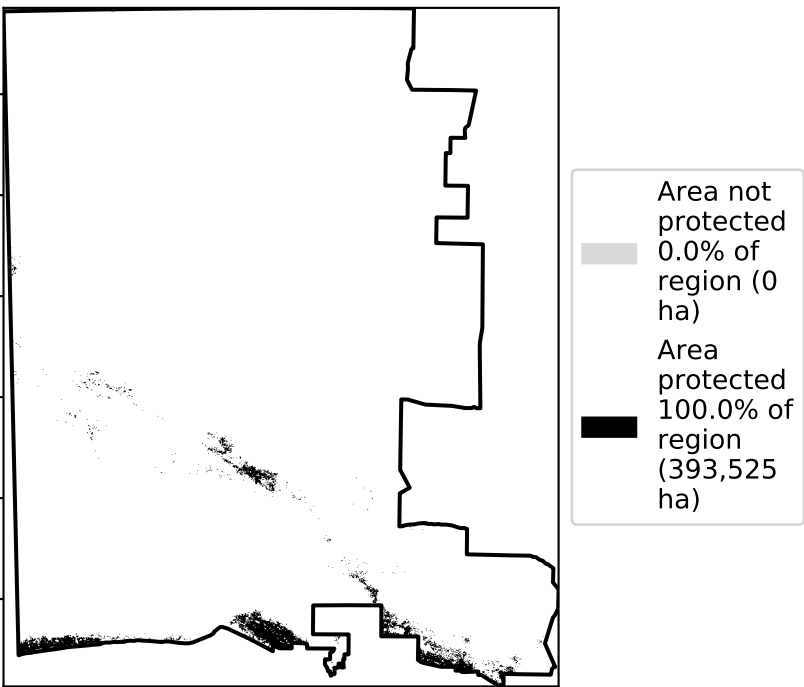 Area not
protected
0.0% of
region (0
ha)
Area
protected
100.0% of
region
(393,525
ha)